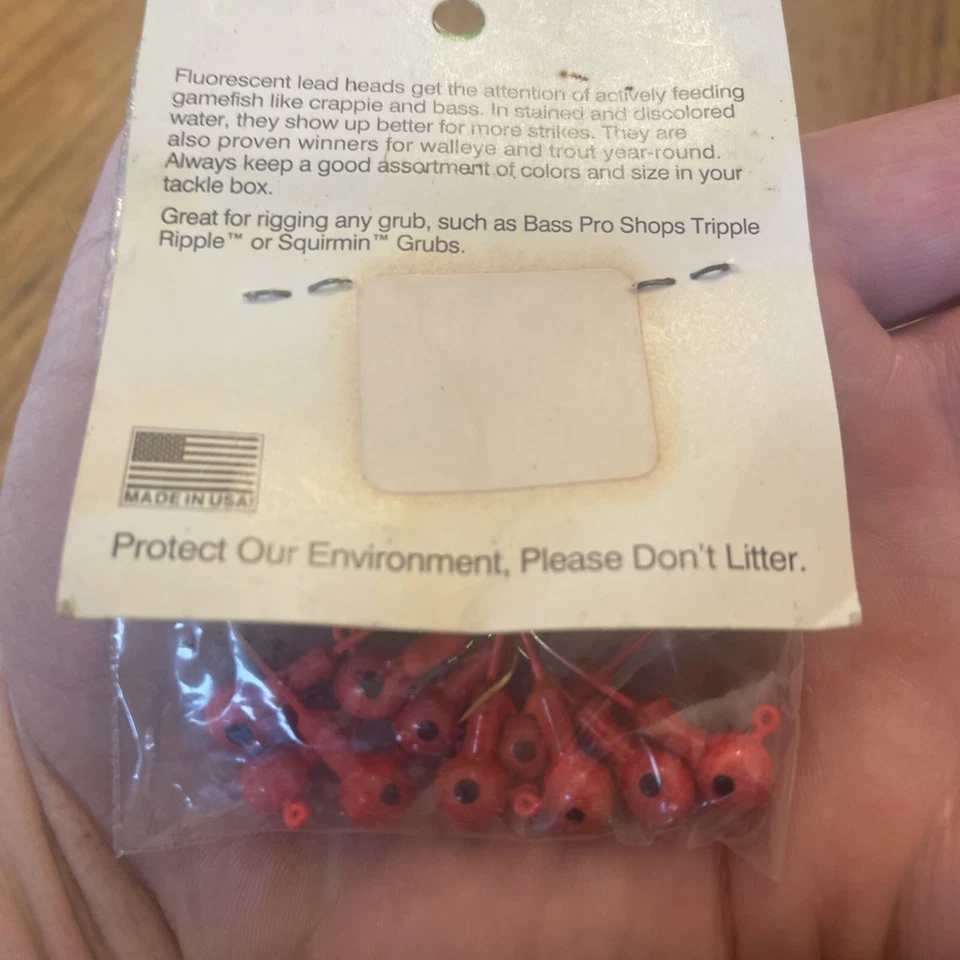 Fluorescent lead heads get the attention of actively feeding
gamefish like crappie and bass. In stained and discolored
water, they show up better for more strikes. They are
also proven winners for walleye and trout year-round.
Always keep a good assortment of colors and size in your
tackle box.
Great for rigging any grub, such as Bass Pro Shops Tripple
Ripple™ or Squirmin™ Grubs.
MADE IN USA!
Protect Our Environment, Please Don't Litter.